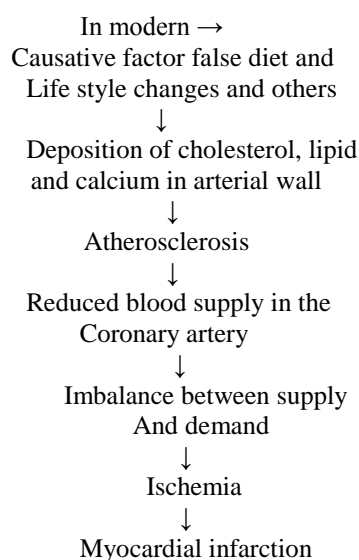 In modern →
Causative factor false diet and
Life style changes and others
↓
Deposition of cholesterol, lipid
and calcium in arterial wall
↓
Atherosclerosis
↓
Reduced blood supply in the
Coronary artery
↓
Imbalance between supply
And demand
↓
Ischemia
↓
Myocardial infarction